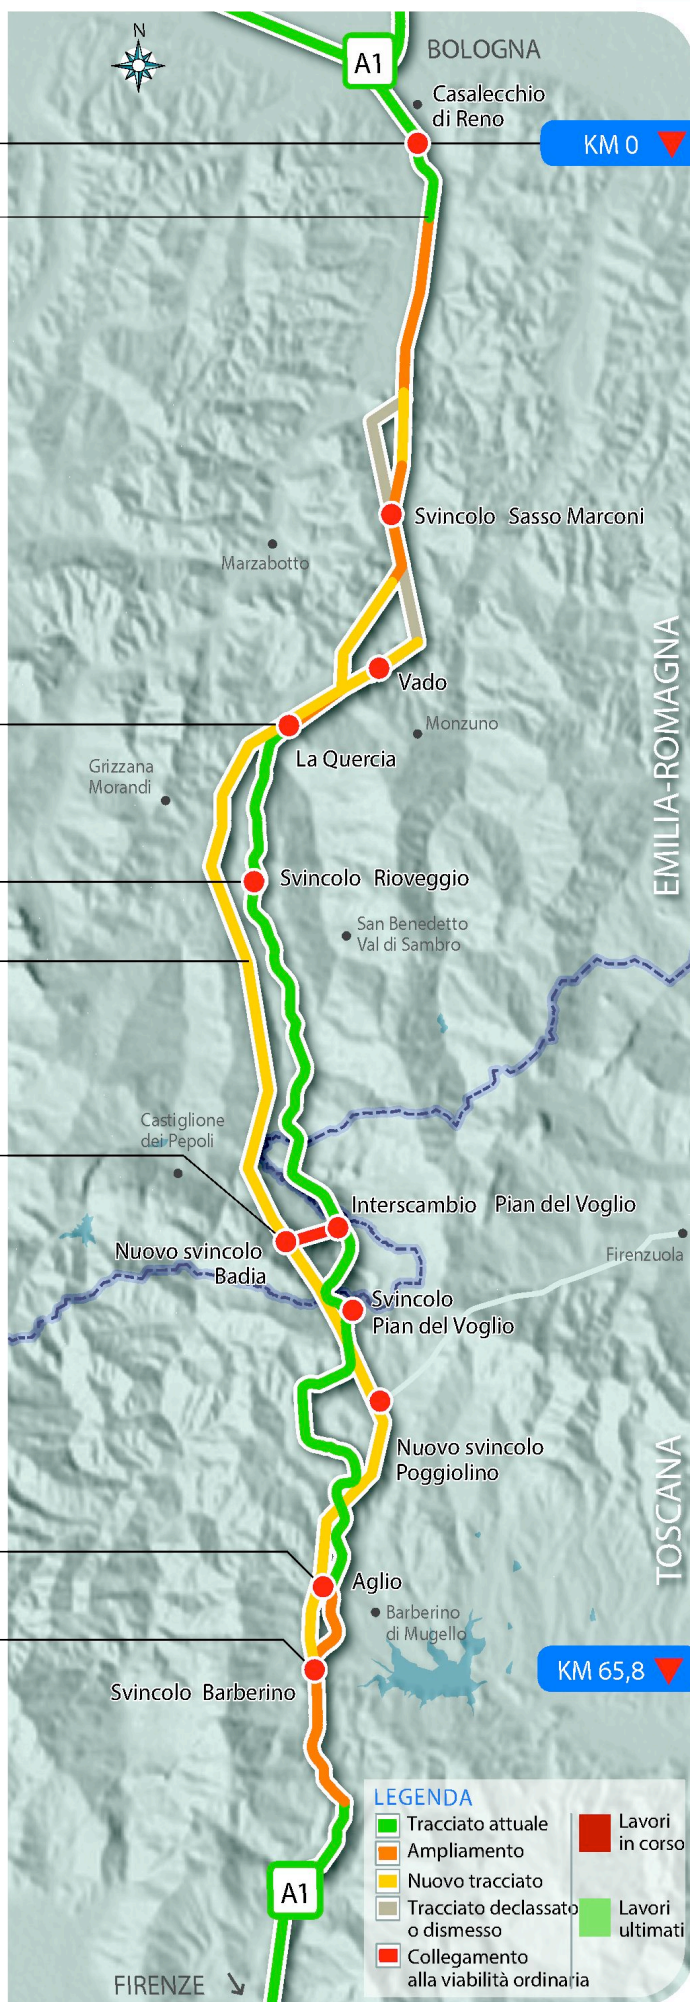 N
A1
BOLOGNA
Casalecchio
di Reno
KM 0
Svincolo Sasso Marconi
Marzabotto
EMILIA-ROMAGNA
Vado
Monzuno
La Quercia
Grizzana
Morandi
Svincolo Rioveggio
San Benedetto
Val di Sambro
Castiglione
dei Pepoli
Interscambio Pian del Voglio
Nuovo svincolo
Badia
Firenzuola
Svincolo
Pian del Voglio
Nuovo svincolo
Poggiolino
TOSCANA
Aglio
Barberino
di Mugello
KM 65,8
Svincolo Barberino
LEGENDA
Tracciato attuale
Ampliamento
Nuovo tracciato
Tracciato declassato
o dismesso
Collegamento
alla viabilità ordinaria
Lavori
in corso
Lavori
ultimati
A1
FIRENZE